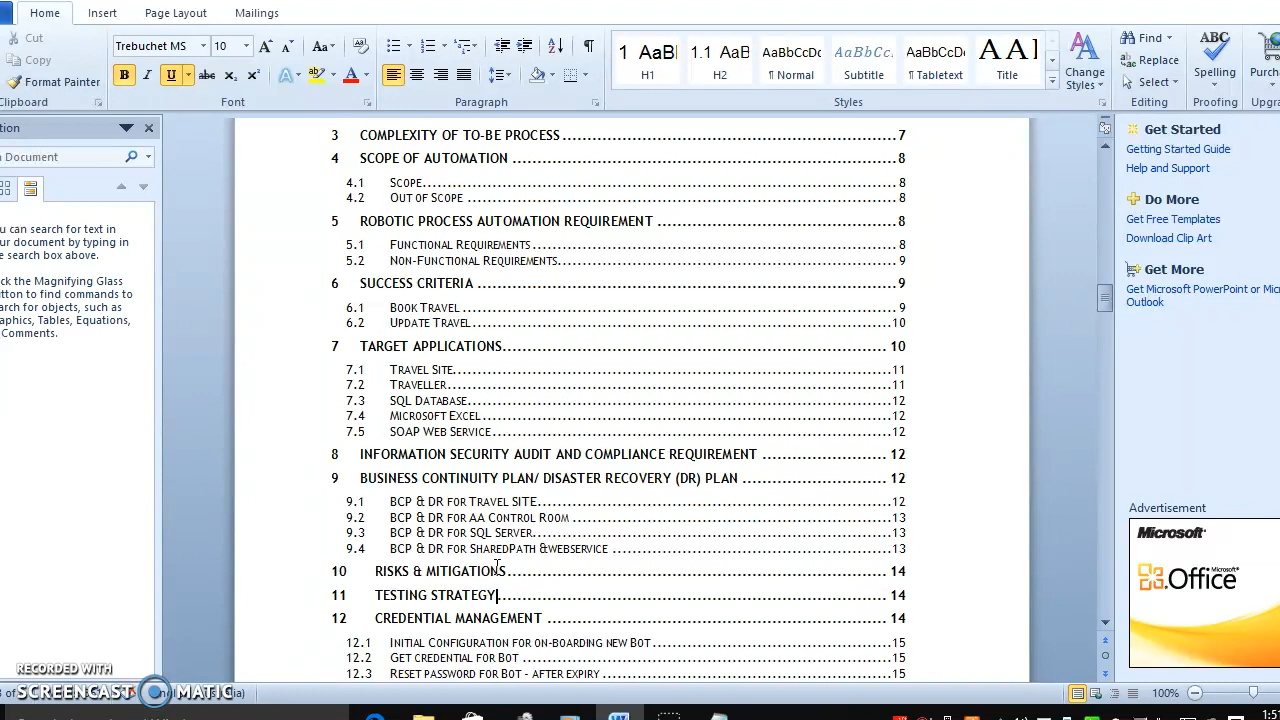 Home Insert Page Layout Mailings
Cut
Copy
Format Painter
Clipboard
Trebuchet MS 10
Font
Paragraph
1 AaBl 1.1 AaB AaBbCcDc AaBbCc. AaBbCcDc AAI
H1 H2 ¶ Normal Subtitle ¶ Tabletext Title
Change Styles
Styles
Find
Replace
Select
Editing
Spelling
Proofing
Document
u can search for text in
ur document by typing in
e search box above.
ck the Magnifying Glass
tton to find commands to
arch for objects, such as
aphics, Tables, Equations,
Comments.
3 COMPLEXITY OF TO-BE PROCESS 7
4 SCOPE OF AUTOMATION 8
4.1 SCOPE 8
4.2 OUT OF SCOPE 8
5 ROBOTIC PROCESS AUTOMATION REQUIREMENT 8
5.1 FUNCTIONAL REQUIREMENTS 8
5.2 NON-FUNCTIONAL REQUIREMENTS 9
6 SUCCESS CRITERIA 9
6.1 BOOK TRAVEL 9
6.2 UPDATE TRAVEL 10
7 TARGET APPLICATIONS 10
7.1 TRAVEL SITE 11
7.2 TRAVELLER 11
7.3 SQL DATABASE 12
7.4 MICROSOFT EXCEL 12
7.5 SOAP WEB SERVICE 12
8 INFORMATION SECURITY AUDIT AND COMPLIANCE REQUIREMENT 12
9 BUSINESS CONTINUITY PLAN/ DISASTER RECOVERY (DR) PLAN 12
9.1 BCP & DR FOR TRAVEL SITE 12
9.2 BCP & DR FOR AA CONTROL ROOM 13
9.3 BCP & DR FOR SQL SERVER 13
9.4 BCP & DR FOR SHAREDPATH &WEBSERVICE 13
10 RISKS & MITIGATIONS 14
11 TESTING STRATEGY 14
12 CREDENTIAL MANAGEMENT 14
12.1 INITIAL CONFIGURATION FOR ON-BOARDING NEW BOT 15
12.2 GET CREDENTIAL FOR BOT 15
12.3 RESET PASSWORD FOR BOT - AFTER EXPIRY 15
Get Started
Getting Started Guide
Help and Support
Do More
Get Free Templates
Download Clip Art
Get More
Get Microsoft PowerPoint or Micr
Outlook
Advertisement
Microsoft
Office
RECORDED WITH
SCREENCAST MATIC
100%